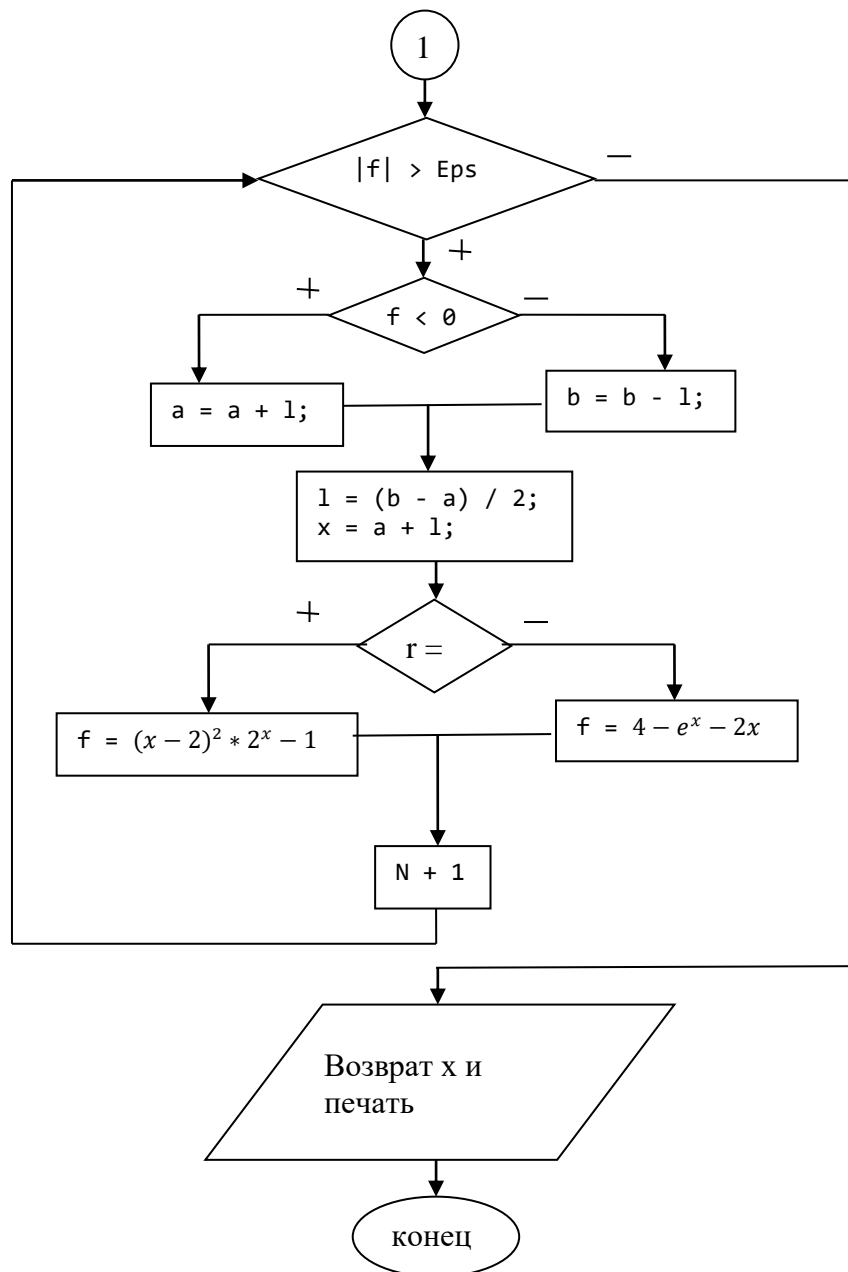 1
|f| > Eps
—
+
+
f < 0
—
a = a + l;
b = b - l;
l = (b - a) / 2;
x = a + l;
+
r =
—
f = (x − 2)² ∗ 2ˣ − 1
f = 4 − eˣ − 2x
N + 1
Возврат x и
печать
конец